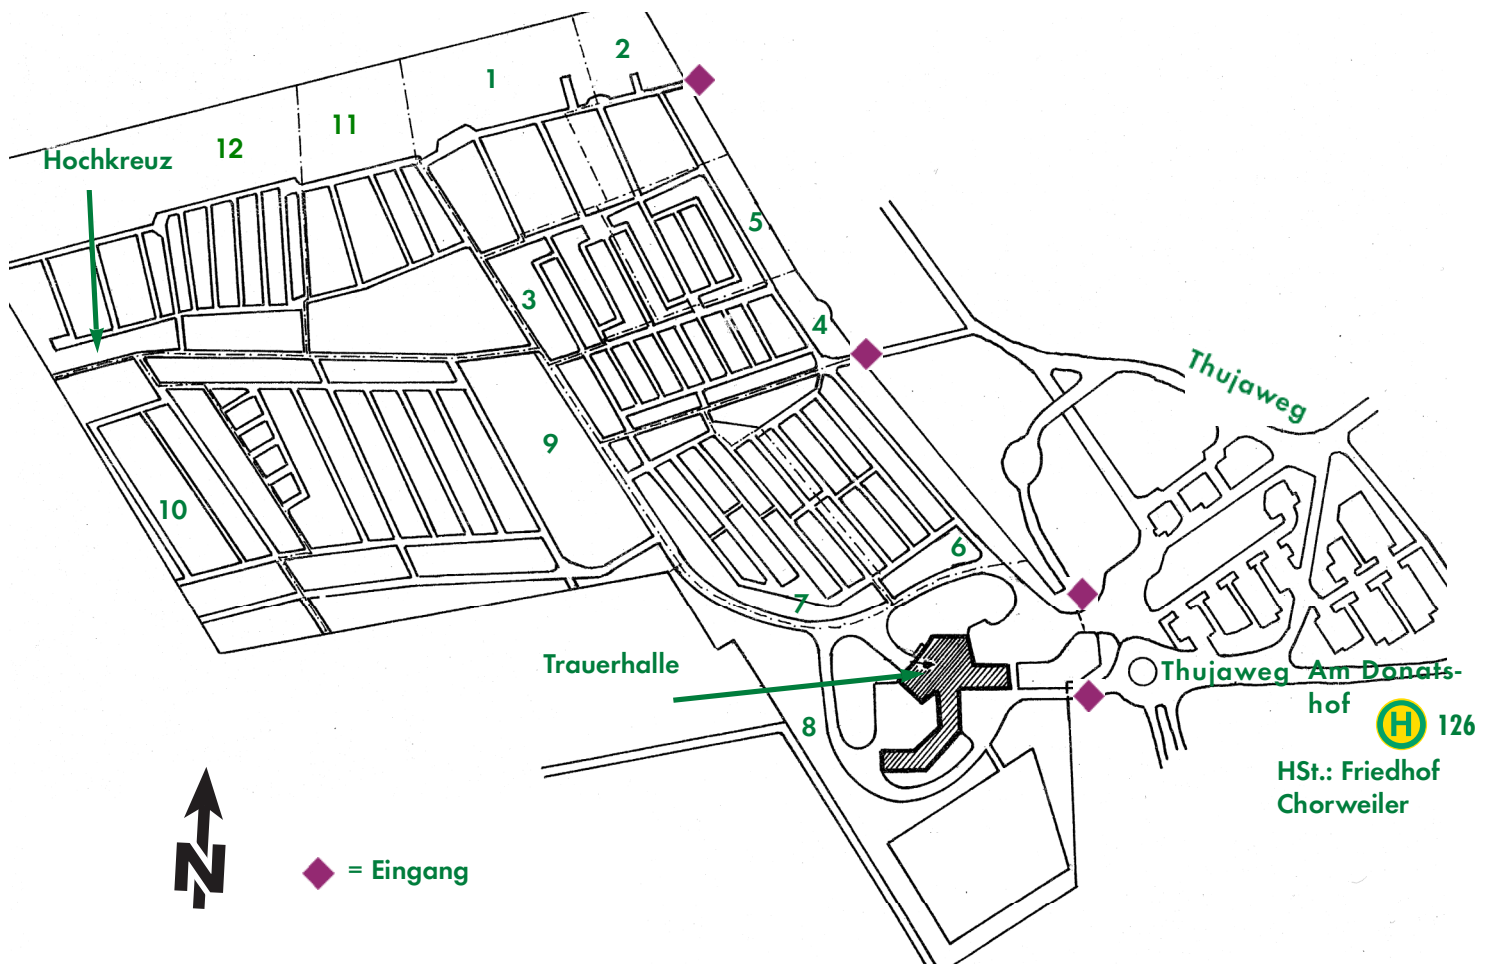 2
1
11
12
Hochkreuz
5
3
4
Thujaweg
9
10
6
7
Trauerhalle
Thujaweg Am Donats-
hof
8
H 126
HSt.: Friedhof
Chorweiler
N
= Eingang